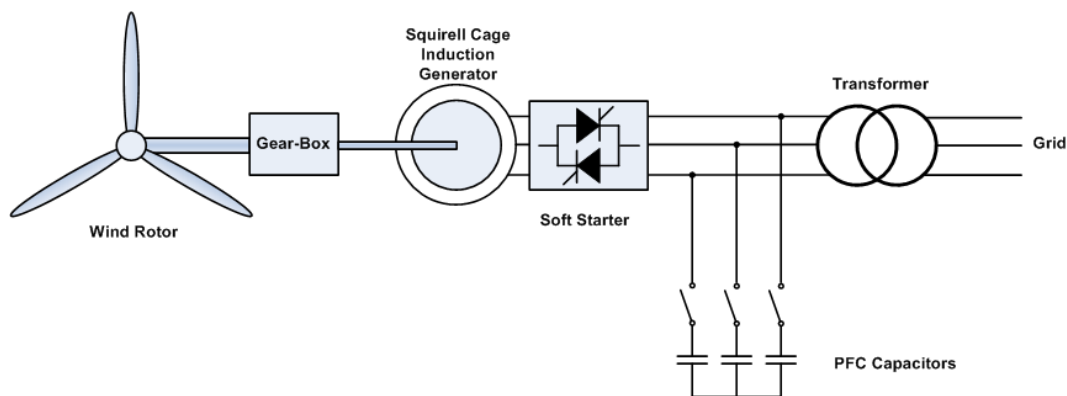 Squirell Cage
Induction
Generator
Transformer
Gear-Box
Grid
Wind Rotor
Soft Starter
PFC Capacitors